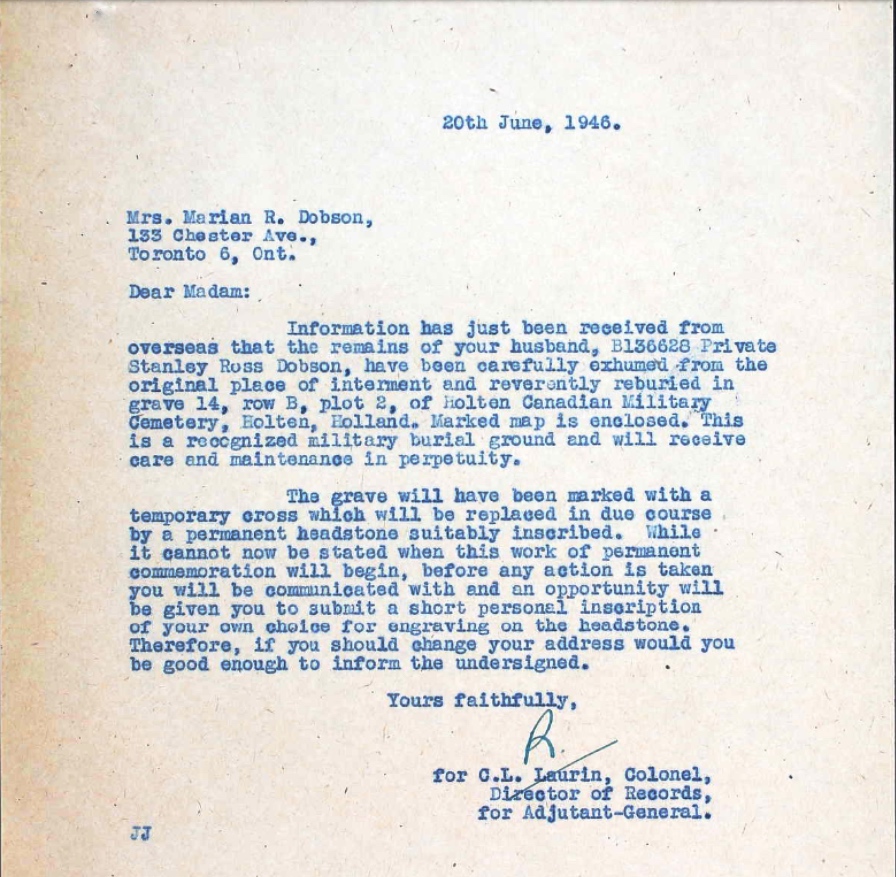 20th June, 1946.
Mrs. Marian R. Dobson,
133 Chester Ave.,
Toronto 6, Ont.
Dear Madam:
Information has just been received from
overseas that the remains of your husband, B136628 Private
Stanley Ross Dobson, have been carefully exhumed from the
original place of interment and reverently reburied in
grave 14, row B, plot 2, of Holten Canadian Military
Cemetery, Holten, Holland. Marked map is enclosed. This
is a recognized military burial ground and will receive
care and maintenance in perpetuity.
The grave will have been marked with a
temporary cross which will be replaced in due course
by a permanent headstone suitably inscribed. While
it cannot now be stated when this work of permanent
commemoration will begin, before any action is taken
you will be communicated with and an opportunity will
be given you to submit a short personal inscription
of your own choice for engraving on the headstone.
Therefore, if you should change your address would you
be good enough to inform the undersigned.
Yours faithfully,
R.
for C.L. Laurin, Colonel,
Director of Records,
for Adjutant-General.
JJ